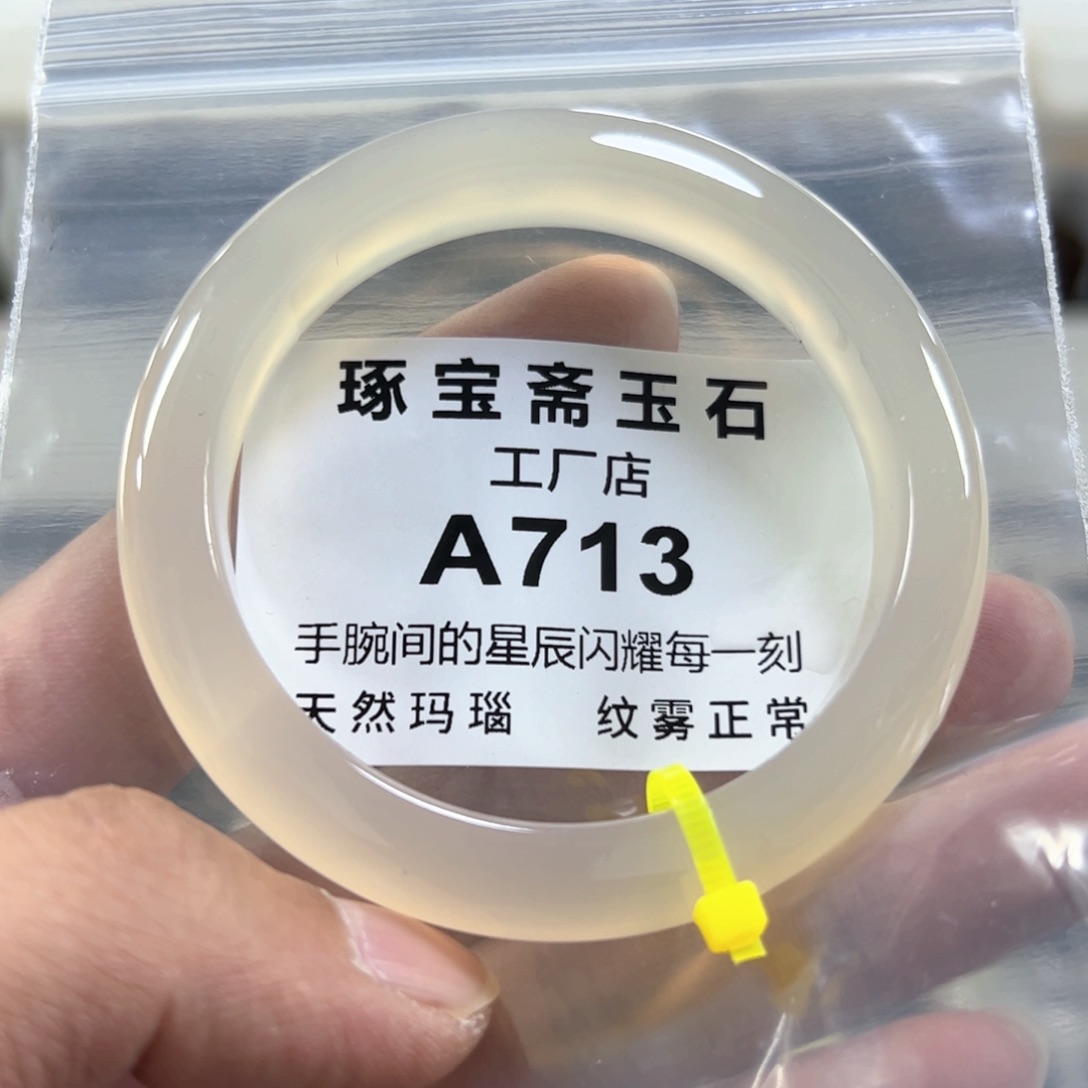 琢宝斋玉石
工厂店
A713
手腕间的星辰闪耀每一刻
天然玛瑙 纹雾正常